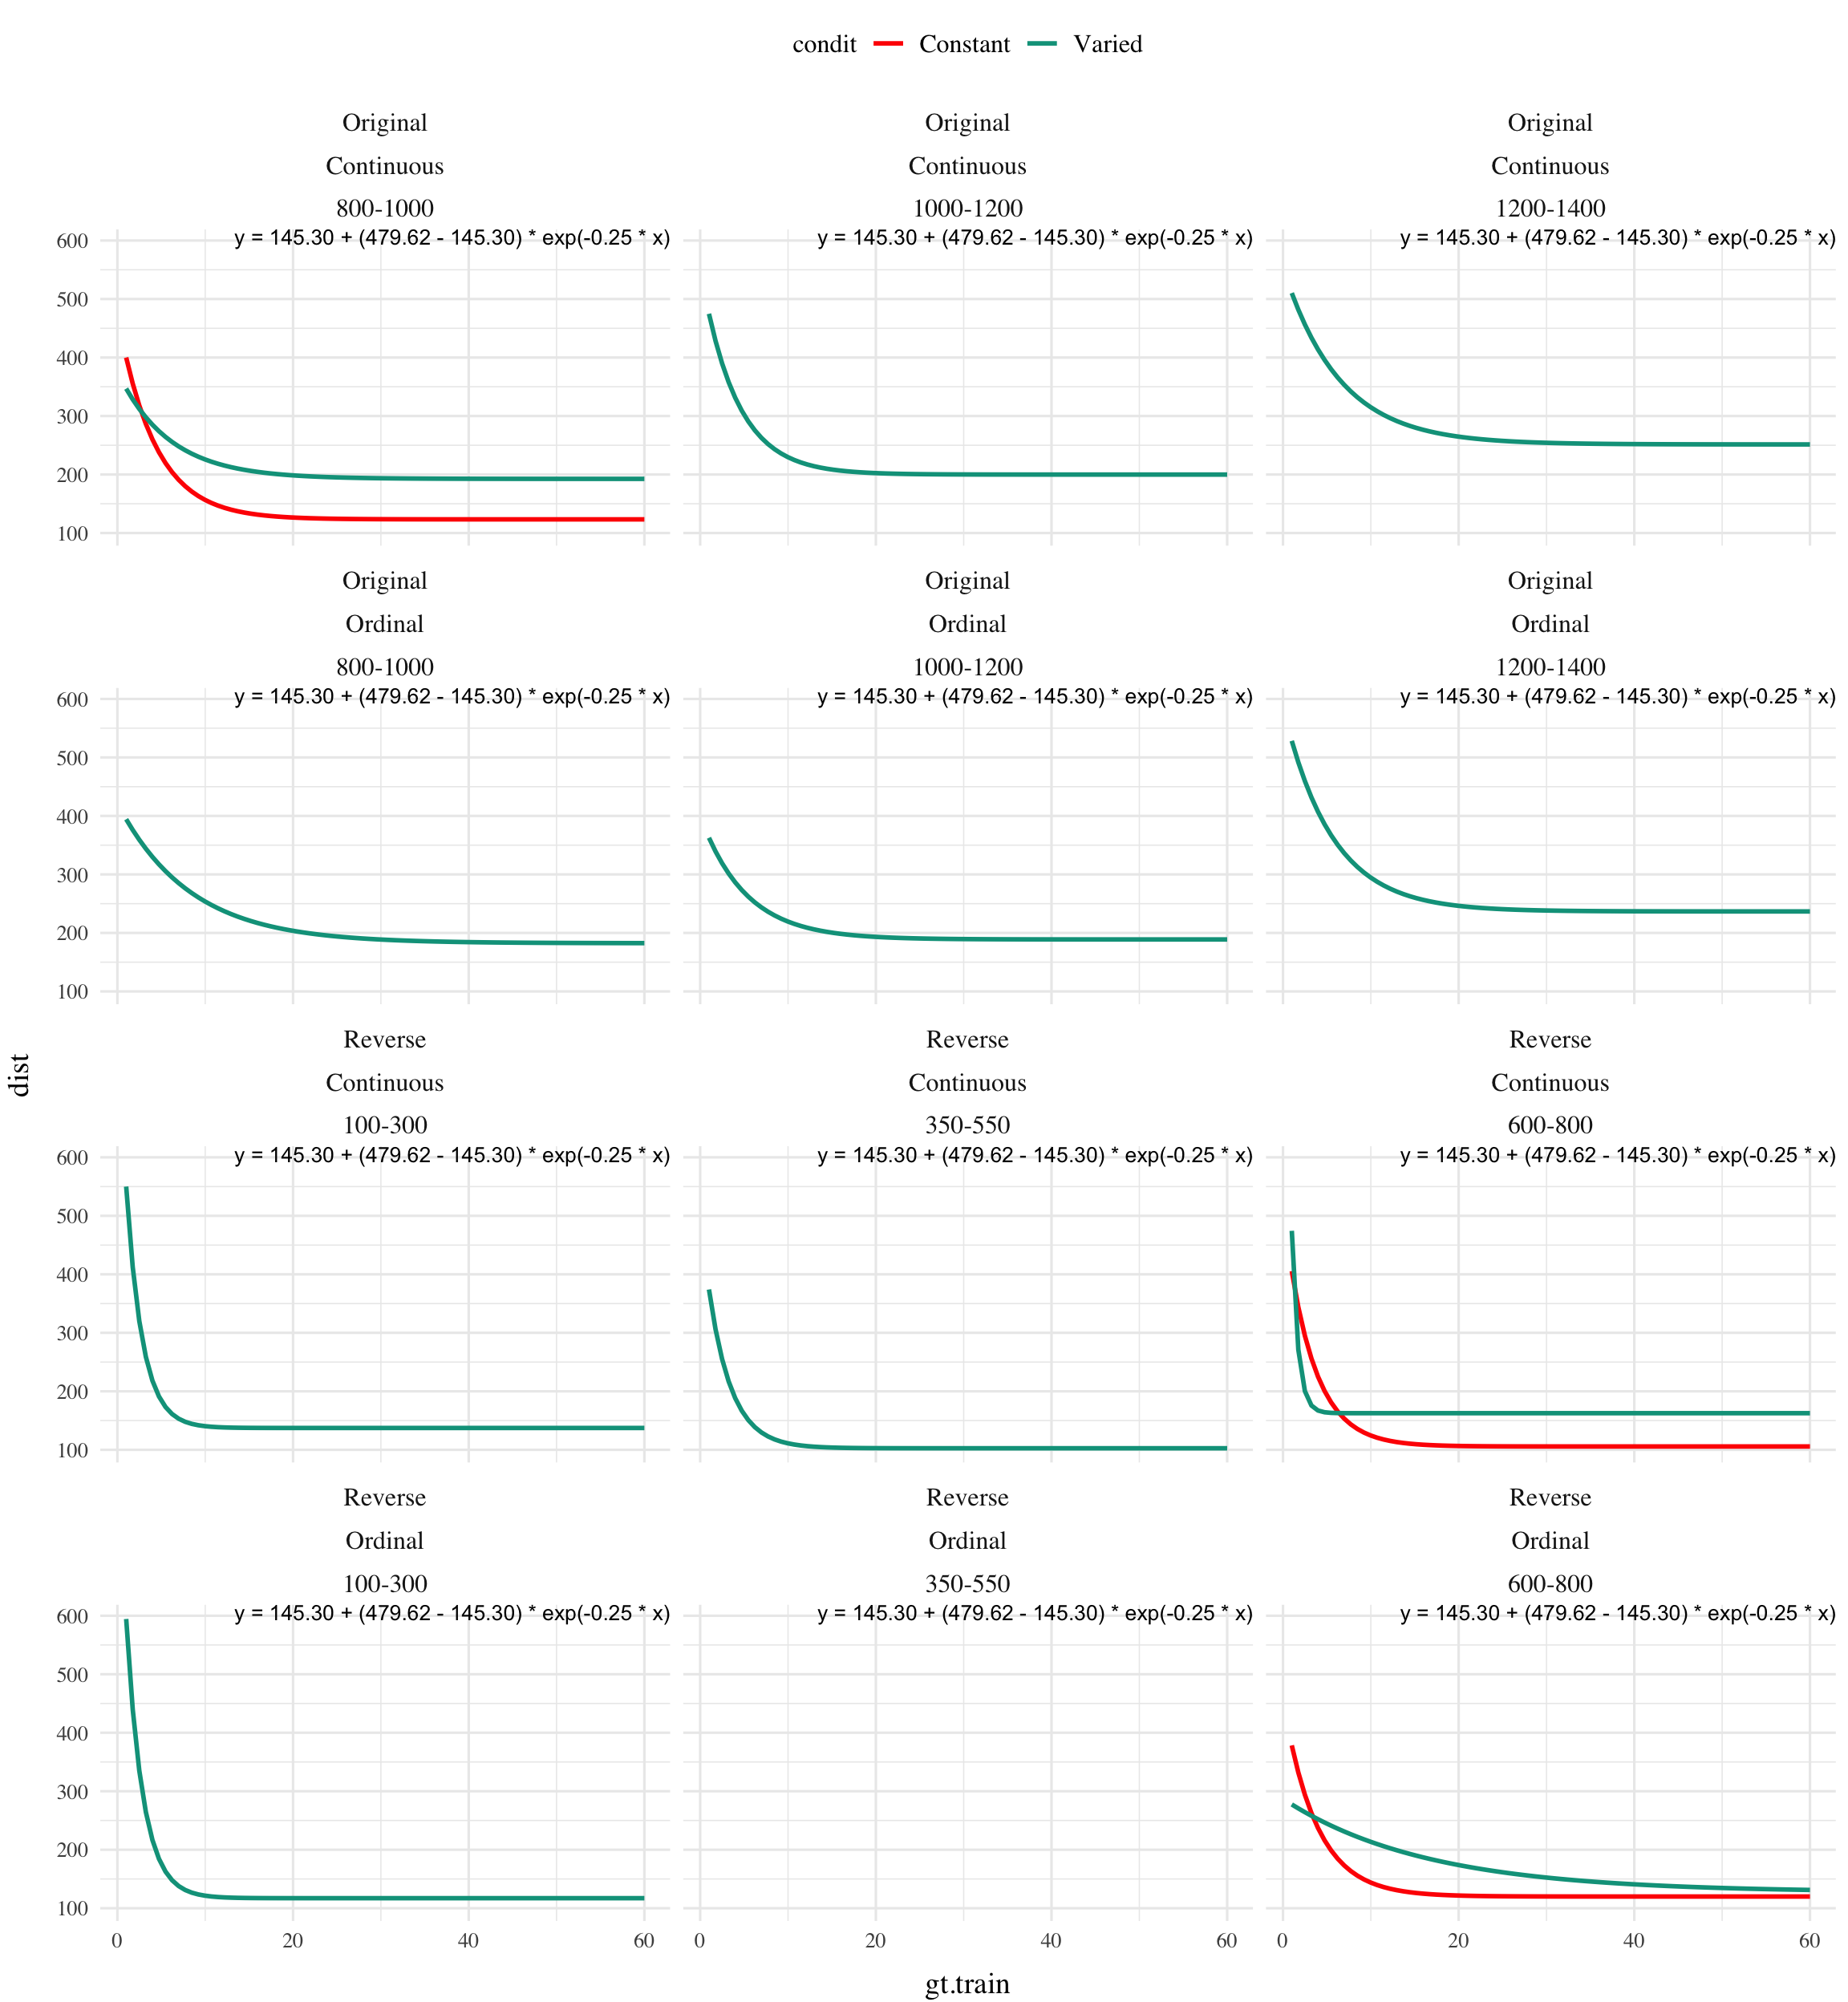 condit Constant Varied
Original Original Original
Continuous Continuous Continuous
800-1000 1000-1200 1200-1400
y = 145.30 + (479.62 - 145.30) * exp(-0.25 * x) y = 145.30 + (479.62 - 145.30) * exp(-0.25 * x) y = 145.30 + (479.62 - 145.30) * exp(-0.25 * x)
600
500
400
300
200
100
Original Original Original
Ordinal Ordinal Ordinal
800-1000 1000-1200 1200-1400
y = 145.30 + (479.62 - 145.30) * exp(-0.25 * x) y = 145.30 + (479.62 - 145.30) * exp(-0.25 * x) y = 145.30 + (479.62 - 145.30) * exp(-0.25 * x)
600
500
400
300
200
100
dist
Reverse Reverse Reverse
Continuous Continuous Continuous
100-300 350-550 600-800
y = 145.30 + (479.62 - 145.30) * exp(-0.25 * x) y = 145.30 + (479.62 - 145.30) * exp(-0.25 * x) y = 145.30 + (479.62 - 145.30) * exp(-0.25 * x)
600
500
400
300
200
100
Reverse Reverse Reverse
Ordinal Ordinal Ordinal
100-300 350-550 600-800
y = 145.30 + (479.62 - 145.30) * exp(-0.25 * x) y = 145.30 + (479.62 - 145.30) * exp(-0.25 * x) y = 145.30 + (479.62 - 145.30) * exp(-0.25 * x)
600
500
400
300
200
100
0 20 40 60 0 20 40 60 0 20 40 60
gt.train